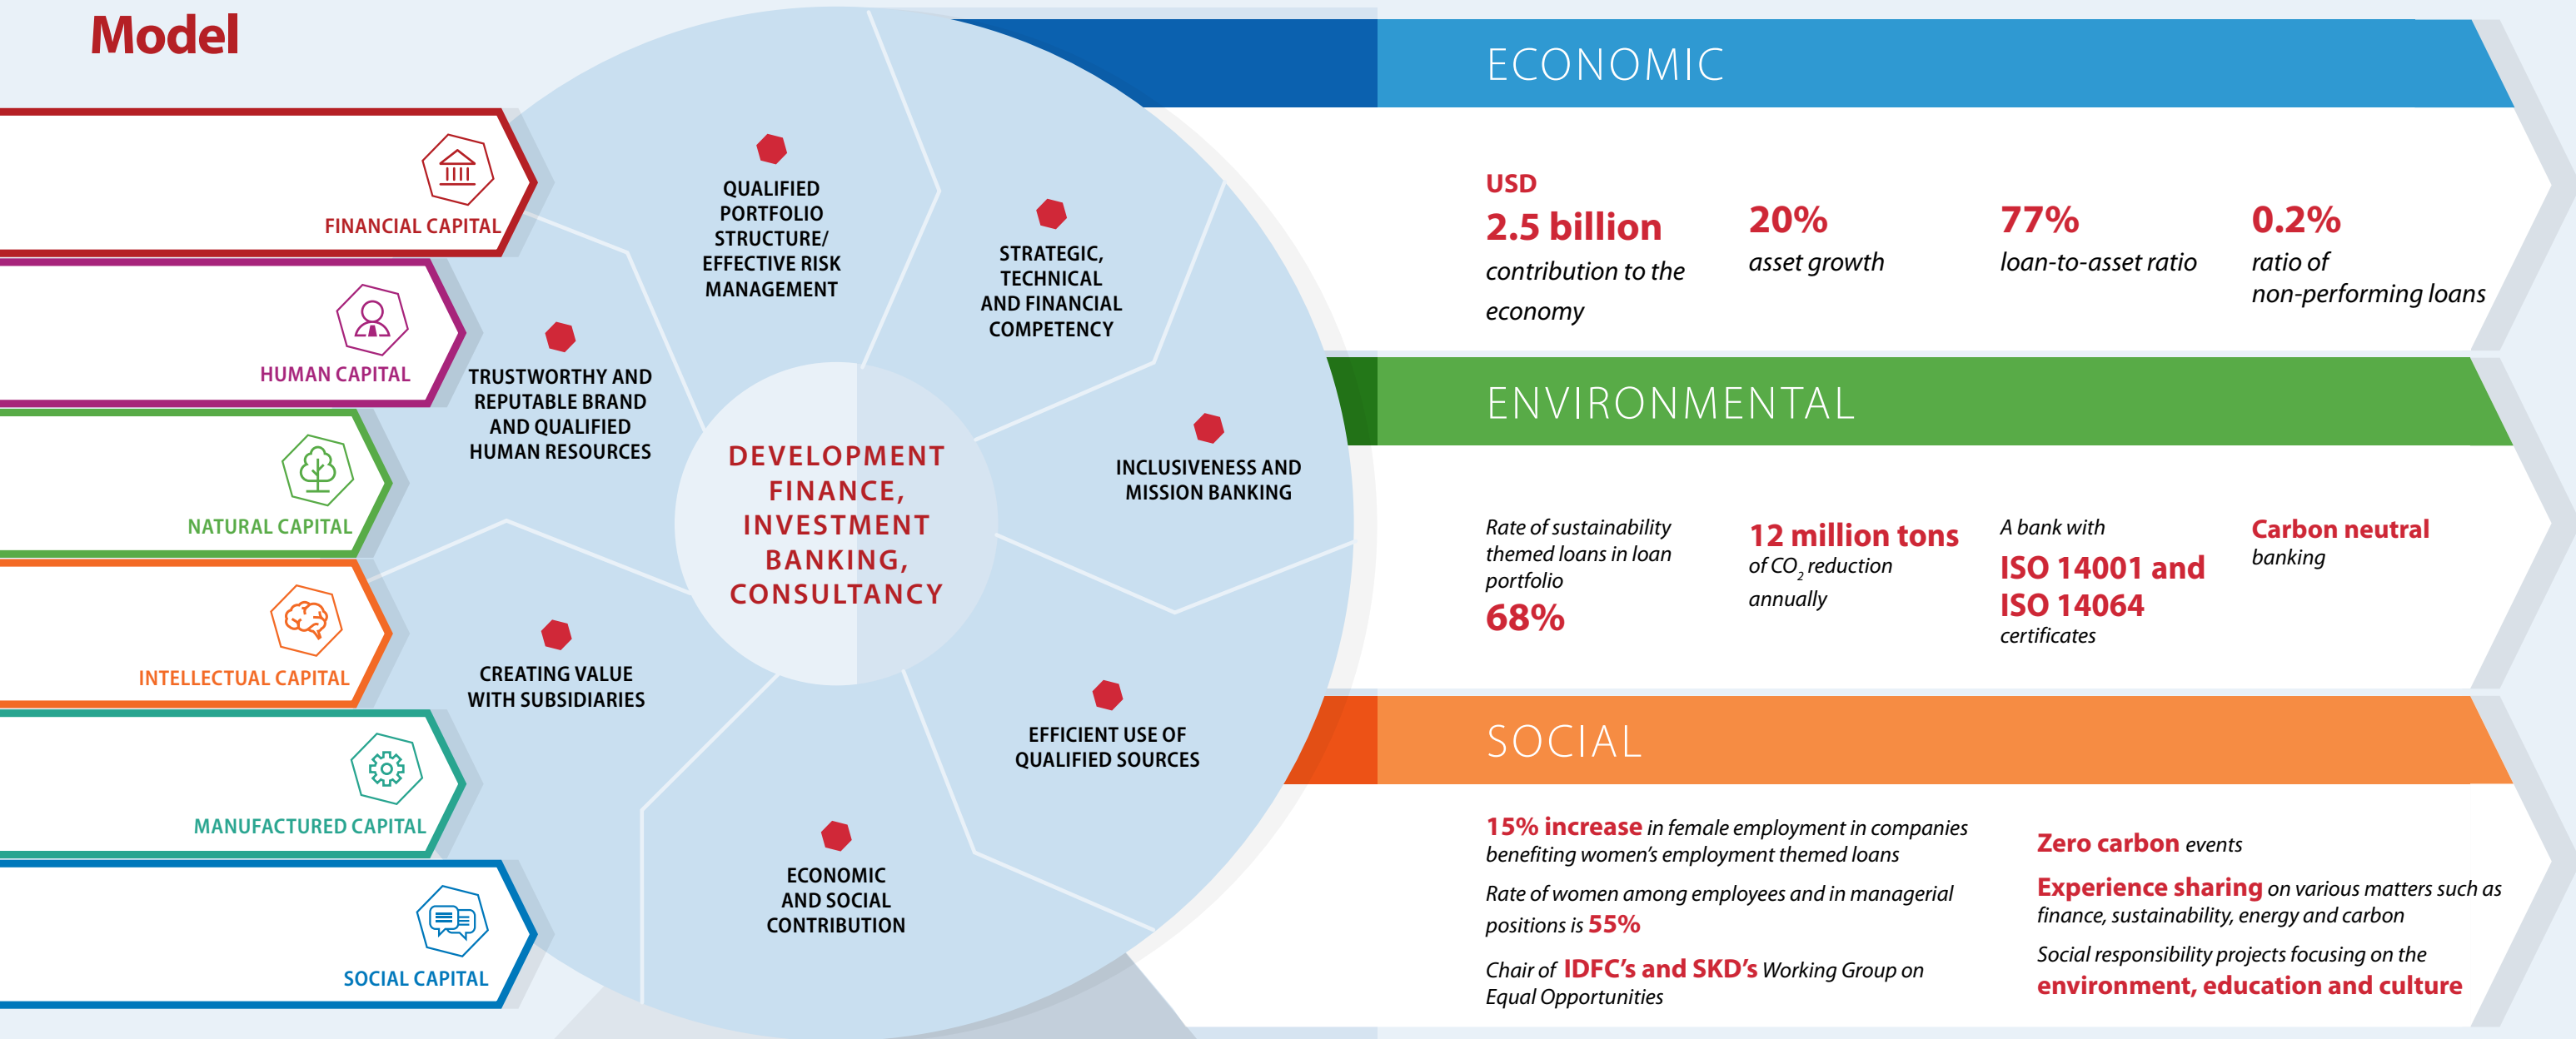 Model
FINANCIAL CAPITAL
HUMAN CAPITAL
NATURAL CAPITAL
INTELLECTUAL CAPITAL
MANUFACTURED CAPITAL
SOCIAL CAPITAL
QUALIFIED
PORTFOLIO
STRUCTURE/
EFFECTIVE RISK
MANAGEMENT
STRATEGIC,
TECHNICAL
AND FINANCIAL
COMPETENCY
TRUSTWORTHY AND
REPUTABLE BRAND
AND QUALIFIED
HUMAN RESOURCES
INCLUSIVENESS AND
MISSION BANKING
DEVELOPMENT
FINANCE,
INVESTMENT
BANKING,
CONSULTANCY
CREATING VALUE
WITH SUBSIDIARIES
EFFICIENT USE OF
QUALIFIED SOURCES
ECONOMIC
AND SOCIAL
CONTRIBUTION
ECONOMIC
USD
2.5 billion
contribution to the
economy
20%
asset growth
77%
loan-to-asset ratio
0.2%
ratio of
non-performing loans
ENVIRONMENTAL
Rate of sustainability
themed loans in loan
portfolio
68%
12 million tons
of CO₂ reduction
annually
A bank with
ISO 14001 and
ISO 14064
certificates
Carbon neutral
banking
SOCIAL
15% increase in female employment in companies
benefiting women’s employment themed loans
Rate of women among employees and in managerial
positions is 55%
Chair of IDFC’s and SKD’s Working Group on
Equal Opportunities
Zero carbon events
Experience sharing on various matters such as
finance, sustainability, energy and carbon
Social responsibility projects focusing on the
environment, education and culture